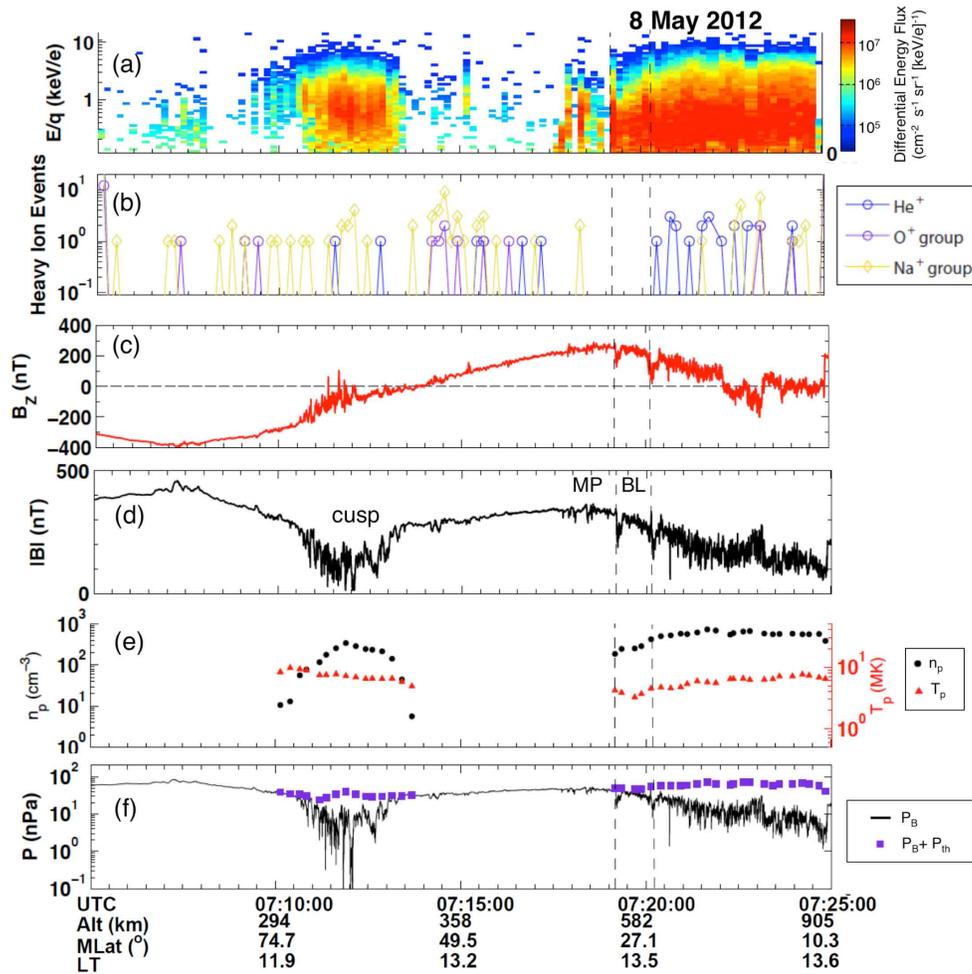 8 May 2012
(a)
E/q (keV/e)
10
1
0
10⁷
10⁶
10⁵
Differential Energy Flux
(cm⁻² s⁻¹ sr⁻¹ [keV/e]⁻¹)
(b)
Heavy Ion Events
10¹
10⁰
10⁻¹
He⁺
O⁺ group
Na⁺ group
(c)
B_Z (nT)
400
200
0
−200
−400
(d)
|B| (nT)
500
0
cusp
MP
BL
(e)
n_p (cm⁻³)
10³
10²
10¹
10⁰
10¹
10⁰
T_p (MK)
n_p
T_p
(f)
P (nPa)
10²
10¹
10⁰
10⁻¹
P_B
P_B + P_th
UTC 07:10:00 07:15:00 07:20:00 07:25:00
Alt (km) 294 358 582 905
MLat (°) 74.7 49.5 27.1 10.3
LT 11.9 13.2 13.5 13.6